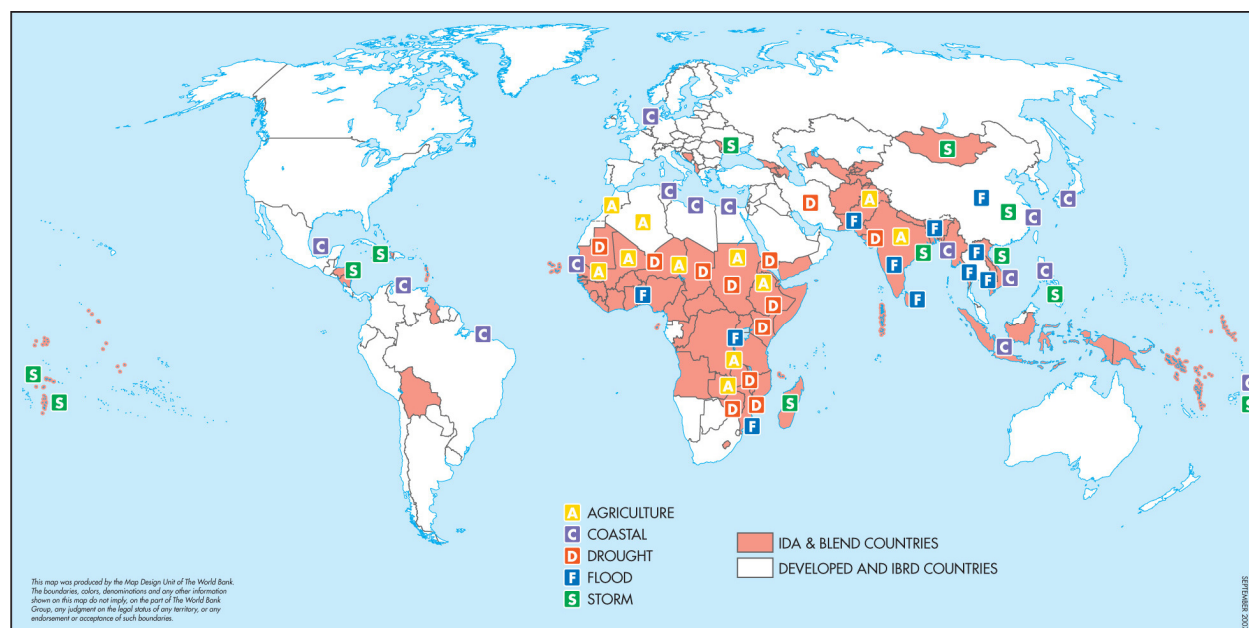 C
S
S
C
A
C
C
D
A
F
S
C
C
A
F
F
C
S
D
A
D
A
D
A
D
D
A
S
C
F
S
S
C
C
A
D
A
F
F
F
C
C
F
D
F
S
C
F
D
C
A
S
A
D
C
S
D
D
S
S
F
A AGRICULTURE
C COASTAL
D DROUGHT
F FLOOD
S STORM
IDA & BLEND COUNTRIES
DEVELOPED AND IBRD COUNTRIES
This map was produced by the Map Design Unit of The World Bank.
The boundaries, colors, denominations and any other information
shown on this map do not imply, on the part of The World Bank
Group, any judgment on the legal status of any territory, or any
endorsement or acceptance of such boundaries.
SEPTEMBER